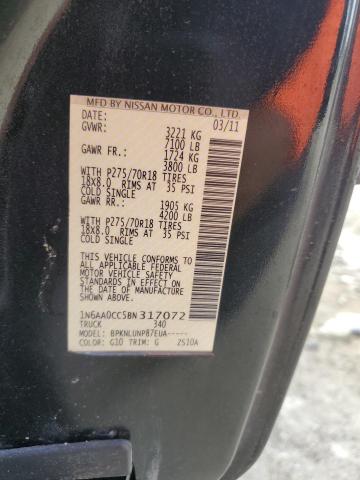 MFD BY NISSAN MOTOR CO., LTD.
DATE: 03/11
GVWR: 3221 KG
7100 LB
GAWR FR.: 1724 KG
3800 LB
WITH P275/70R18 TIRES
18X8.0 RIMS AT 35 PSI
COLD SINGLE
GAWR RR.: 1905 KG
4200 LB
WITH P275/70R18 TIRES
18X8.0 RIMS AT 35 PSI
COLD SINGLE
THIS VEHICLE CONFORMS TO ALL
APPLICABLE U.S. FEDERAL
MOTOR VEHICLE SAFETY
STANDARDS IN EFFECT ON THE
DATE OF MANUFACTURE SHOWN
ABOVE
1N6AA0CC5BN317072
TRUCK 340
BPKNLUNP87EUA-----
COLOR: G10 TRIM: G 2S10A